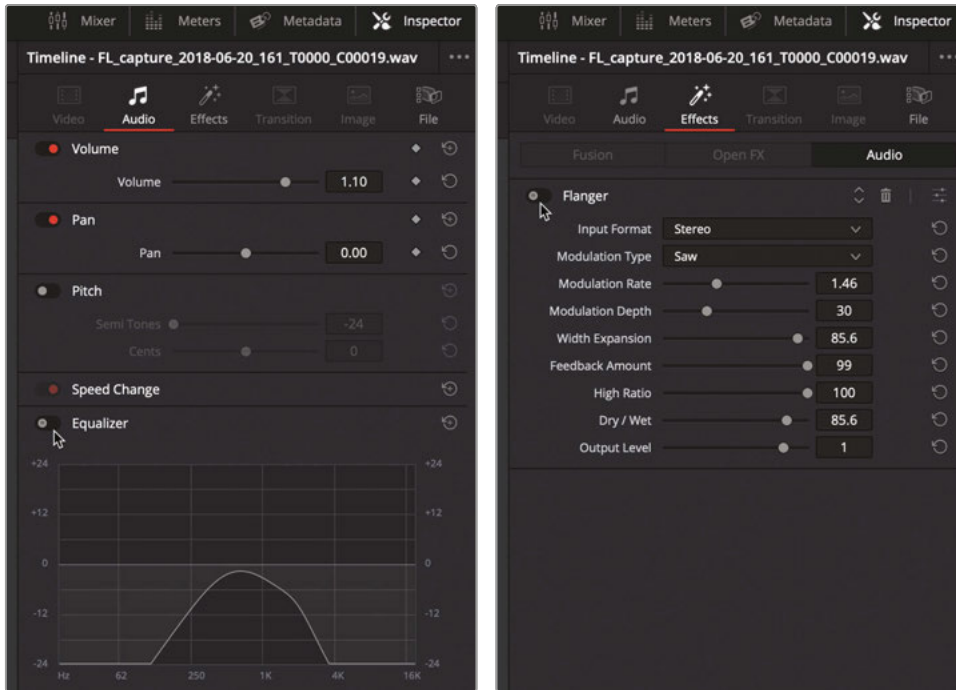 Mixer Meters Metadata Inspector
Timeline - FL_capture_2018-06-20_161_T0000_C00019.wav
Video Audio Effects Transition Image File
Volume
Volume 1.10
Pan
Pan 0.00
Pitch
Semi Tones -24
Cents 0
Speed Change
Equalizer
+24 +24
+12 +12
0 0
-12 -12
-24 -24
Hz 62 250 1K 4K 16K
Mixer Meters Metadata Inspector
Timeline - FL_capture_2018-06-20_161_T0000_C00019.wav
Video Audio Effects Transition Image File
Fusion Open FX Audio
Flanger
Input Format Stereo
Modulation Type Saw
Modulation Rate 1.46
Modulation Depth 30
Width Expansion 85.6
Feedback Amount 99
High Ratio 100
Dry / Wet 85.6
Output Level 1